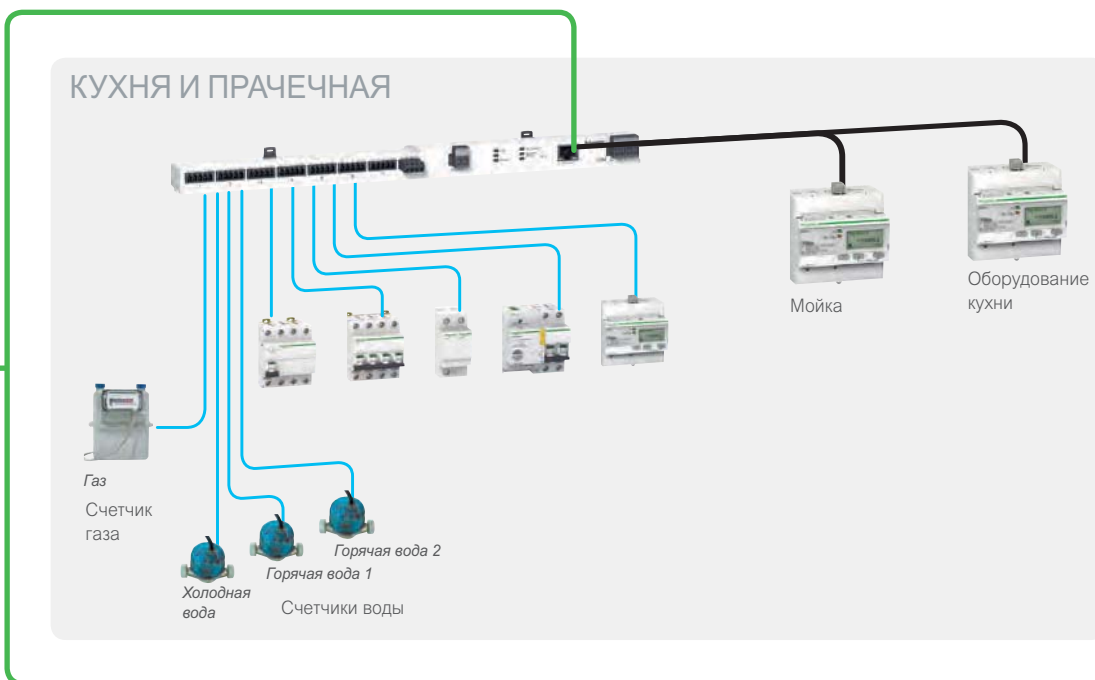 КУХНЯ И ПРАЧЕЧНАЯ
Мойка
Оборудование
кухни
Газ
Счетчик
газа
Холодная
вода
Горячая вода 1
Горячая вода 2
Счетчики воды